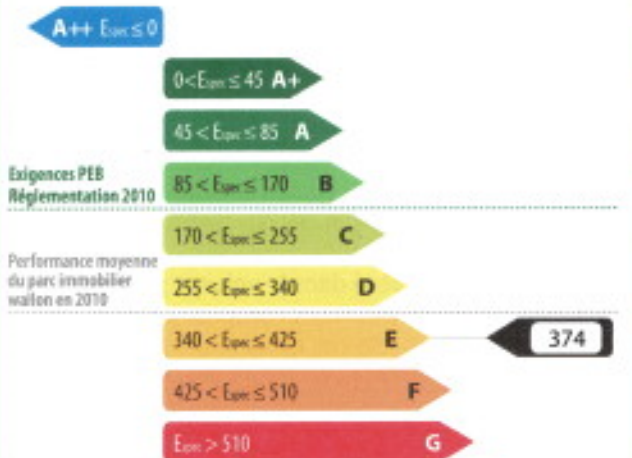 A++ Espec ≤ 0
0<Espec ≤ 45 A+
45 < Espec ≤ 85 A
Exigences PEB
Réglementation 2010
85 < Espec ≤ 170 B
170 < Espec ≤ 255 C
Performance moyenne
du parc immobilier
wallon en 2010
255 < Espec ≤ 340 D
340 < Espec ≤ 425 E
374
425 < Espec ≤ 510 F
Espec > 510 G